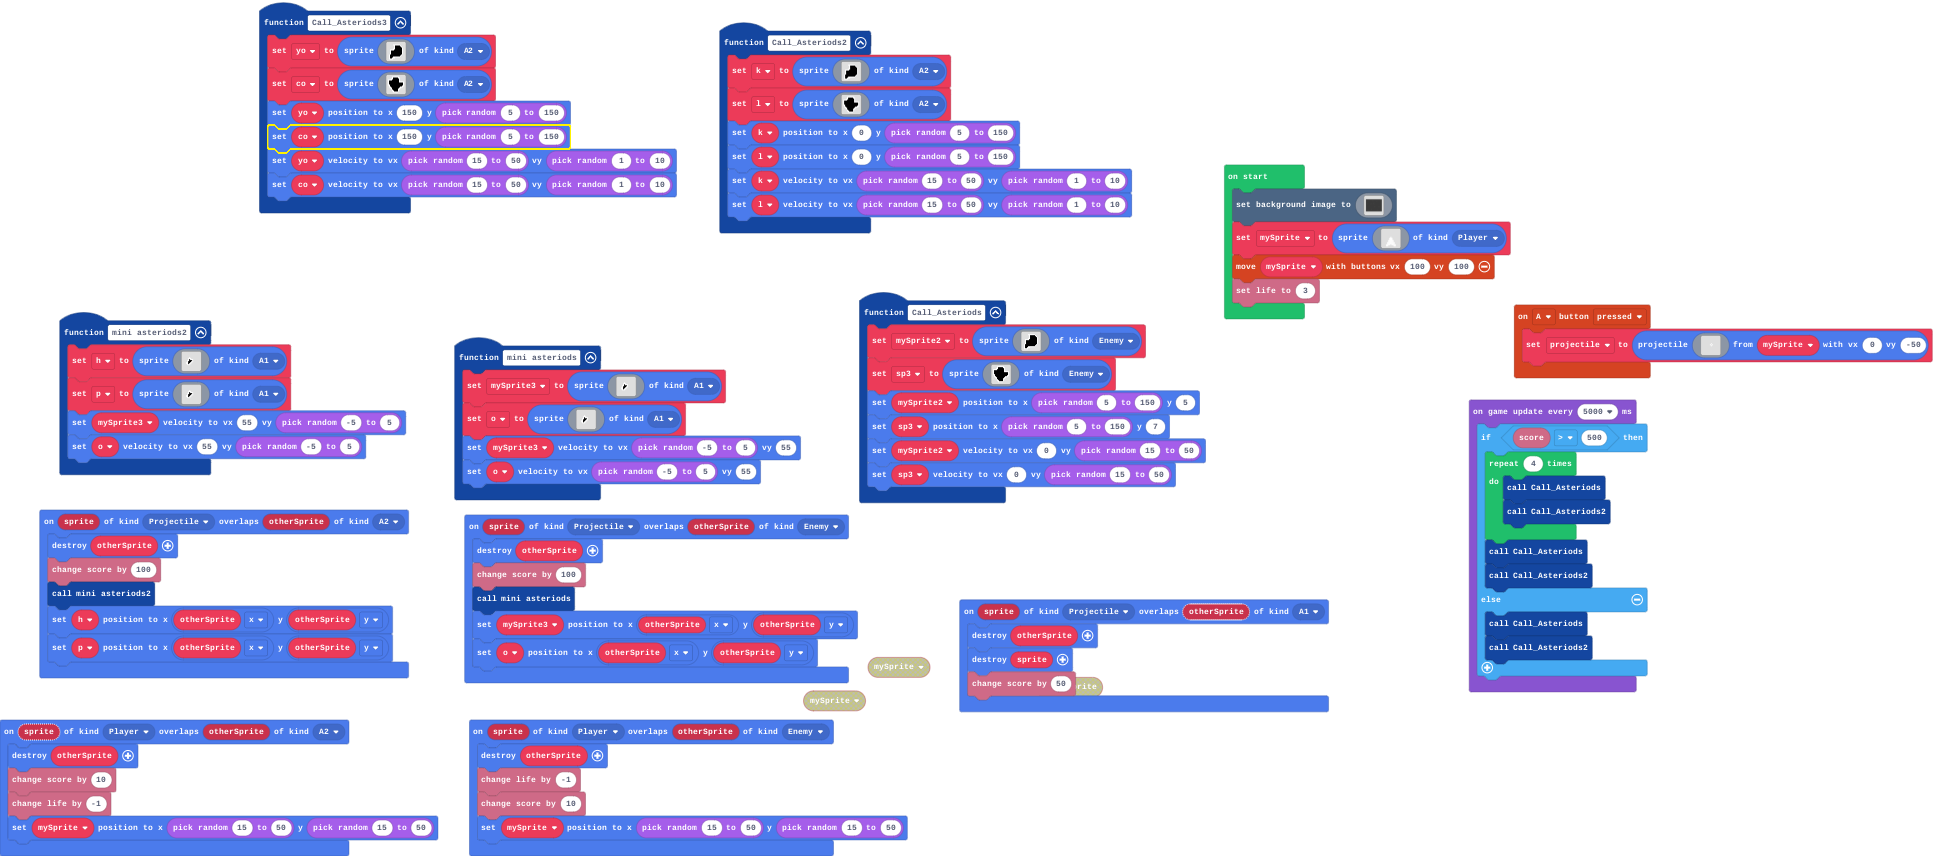 function Call_Asteriods3
set yo to sprite of kind A2
set co to sprite of kind A2
set yo position to x 150 y pick random 5 to 150
set co position to x 150 y pick random 5 to 150
set yo velocity to vx pick random 15 to 50 vy pick random 1 to 10
set co velocity to vx pick random 15 to 50 vy pick random 1 to 10
function Call_Asteriods2
set k to sprite of kind A2
set l to sprite of kind A2
set k position to x 0 y pick random 5 to 150
set l position to x 0 y pick random 5 to 150
set k velocity to vx pick random 15 to 50 vy pick random 1 to 10
set l velocity to vx pick random 15 to 50 vy pick random 1 to 10
on start
set background image to
set mySprite to sprite of kind Player
move mySprite with buttons vx 100 vy 100
set life to 3
function mini asteriods2
set h to sprite of kind A1
set p to sprite of kind A1
set mySprite3 velocity to vx 55 vy pick random -5 to 5
set o velocity to vx 55 vy pick random -5 to 5
function mini asteriods
set mySprite3 to sprite of kind A1
set o to sprite of kind A1
set mySprite3 velocity to vx pick random -5 to 5 vy 55
set o velocity to vx pick random -5 to 5 vy 55
function Call_Asteriods
set mySprite2 to sprite of kind Enemy
set sp3 to sprite of kind Enemy
set mySprite2 position to x pick random 5 to 150 y 5
set sp3 position to x pick random 5 to 150 y 7
set mySprite2 velocity to vx 0 vy pick random 15 to 50
set sp3 velocity to vx 0 vy pick random 15 to 50
on A button pressed
set projectile to projectile from mySprite with vx 0 vy -50
on game update every 5000 ms
if score > 500 then
repeat 4 times
do call Call_Asteriods
call Call_Asteriods2
call Call_Asteriods
call Call_Asteriods2
else
call Call_Asteriods
call Call_Asteriods2
on sprite of kind Projectile overlaps otherSprite of kind A2
destroy otherSprite
change score by 100
call mini asteriods2
set h position to x otherSprite x y otherSprite y
set p position to x otherSprite x y otherSprite y
on sprite of kind Projectile overlaps otherSprite of kind Enemy
destroy otherSprite
change score by 100
call mini asteriods
set mySprite3 position to x otherSprite x y otherSprite y
set o position to x otherSprite x y otherSprite y
mySprite
mySprite
on sprite of kind Projectile overlaps otherSprite of kind A1
destroy otherSprite
destroy sprite
change score by 50
rite
on sprite of kind Player overlaps otherSprite of kind A2
destroy otherSprite
change score by 10
change life by -1
set mySprite position to x pick random 15 to 50 y pick random 15 to 50
on sprite of kind Player overlaps otherSprite of kind Enemy
destroy otherSprite
change life by -1
change score by 10
set mySprite position to x pick random 15 to 50 y pick random 15 to 50